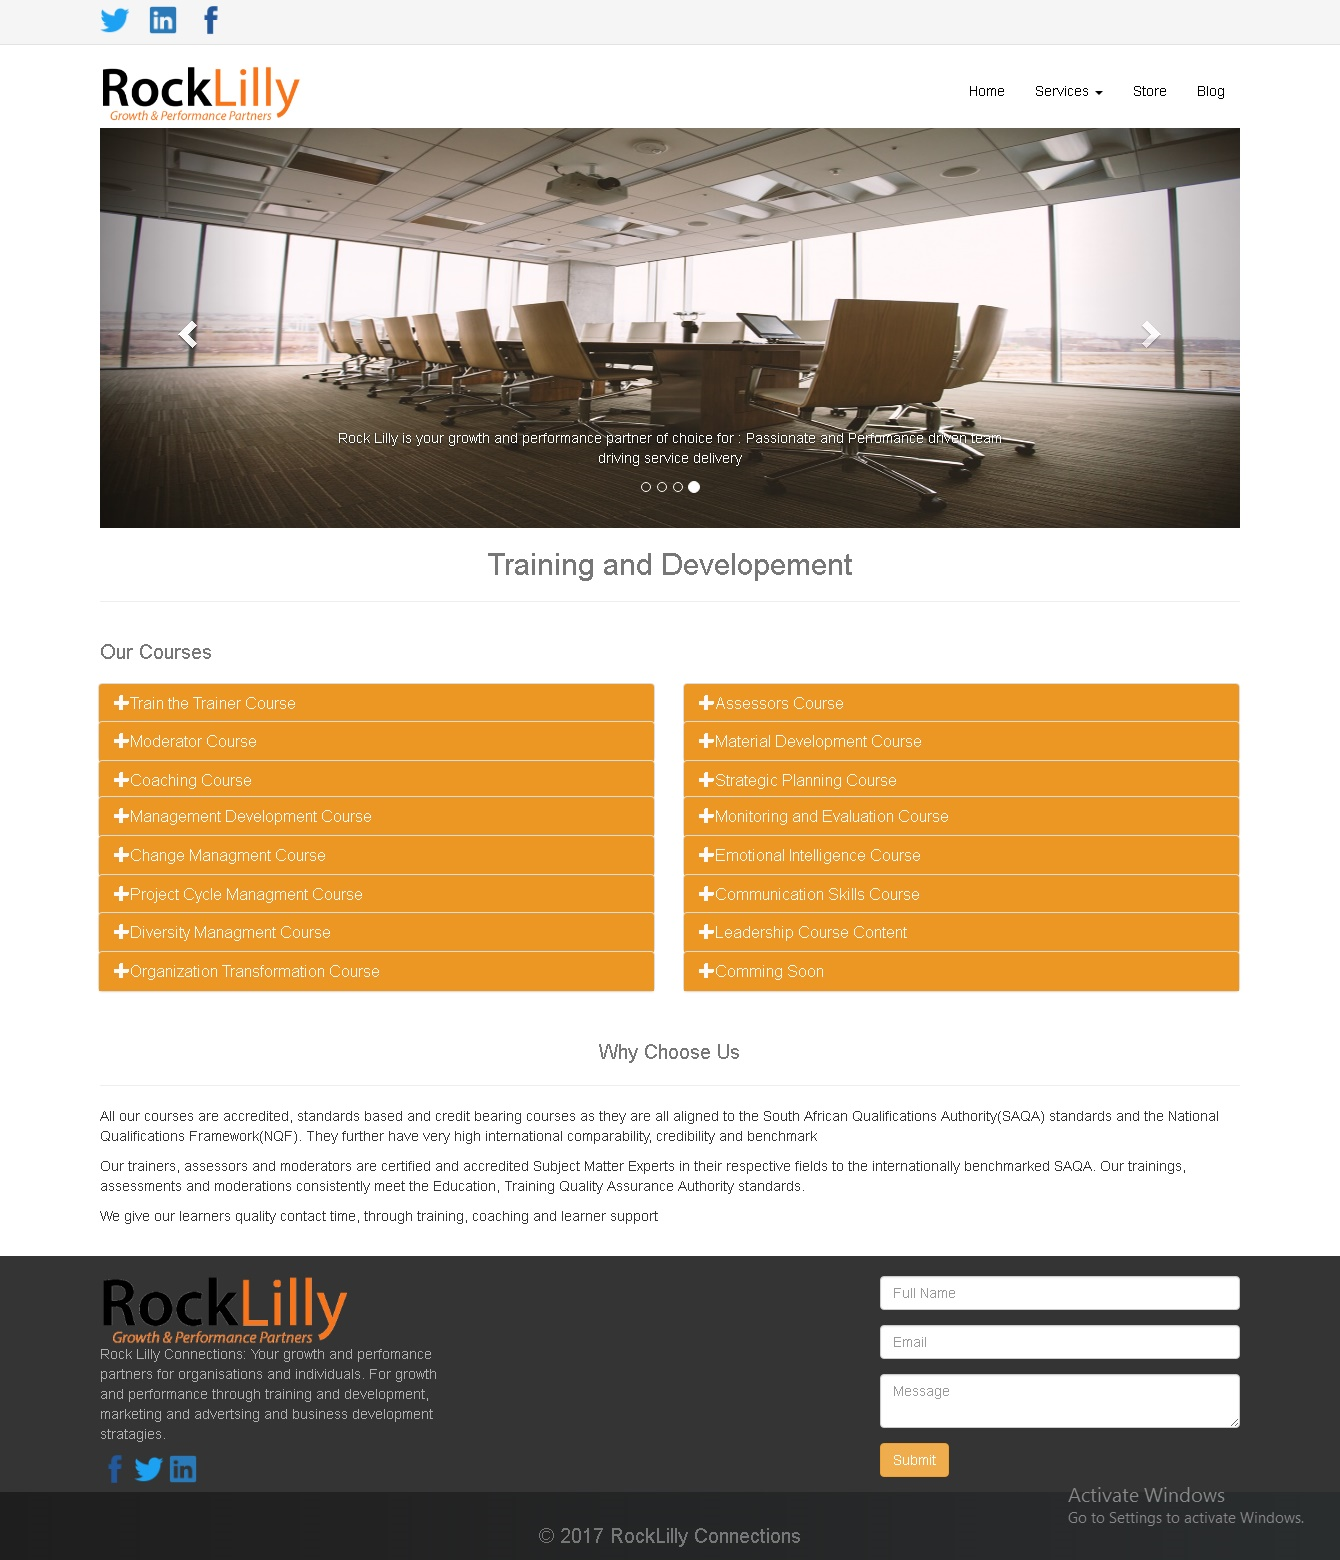 RockLilly
Growth & Performance Partners
Home
Services
Store
Blog
Rock Lilly is your growth and performance partner of choice for : Passionate and Perfomance driven team
driving service delivery
Training and Developement
Our Courses
Train the Trainer Course
Assessors Course
Moderator Course
Material Development Course
Coaching Course
Strategic Planning Course
Management Development Course
Monitoring and Evaluation Course
Change Managment Course
Emotional Intelligence Course
Project Cycle Managment Course
Communication Skills Course
Diversity Managment Course
Leadership Course Content
Organization Transformation Course
Comming Soon
Why Choose Us
All our courses are accredited, standards based and credit bearing courses as they are all aligned to the South African Qualifications Authority(SAQA) standards and the National
Qualifications Framework(NQF). They further have very high international comparability, credibility and benchmark
Our trainers, assessors and moderators are certified and accredited Subject Matter Experts in their respective fields to the internationally benchmarked SAQA. Our trainings,
assessments and moderations consistently meet the Education, Training Quality Assurance Authority standards.
We give our learners quality contact time, through training, coaching and learner support
RockLilly
Growth & Performance Partners
Rock Lilly Connections: Your growth and perfomance
partners for organisations and individuals. For growth
and performance through training and development,
marketing and advertsing and business development
stratagies.
Full Name
Email
Message
Submit
Activate Windows
Go to Settings to activate Windows.
© 2017 RockLilly Connections